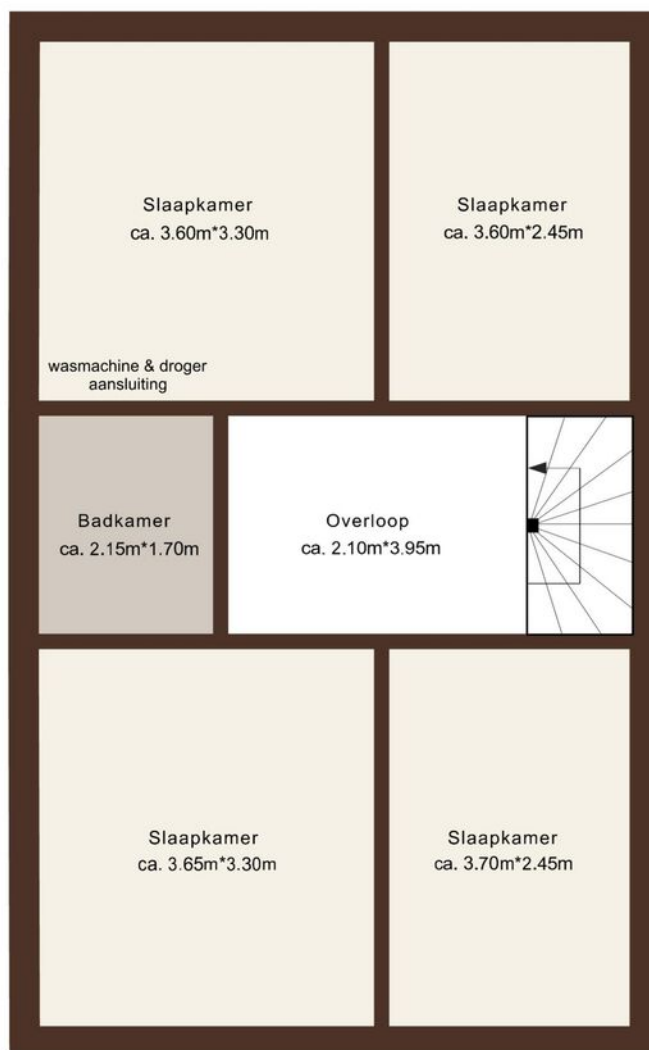 Slaapkamer
ca. 3.60m*3.30m
Slaapkamer
ca. 3.60m*2.45m
wasmachine & droger
aansluiting
Badkamer
ca. 2.15m*1.70m
Overloop
ca. 2.10m*3.95m
Slaapkamer
ca. 3.65m*3.30m
Slaapkamer
ca. 3.70m*2.45m